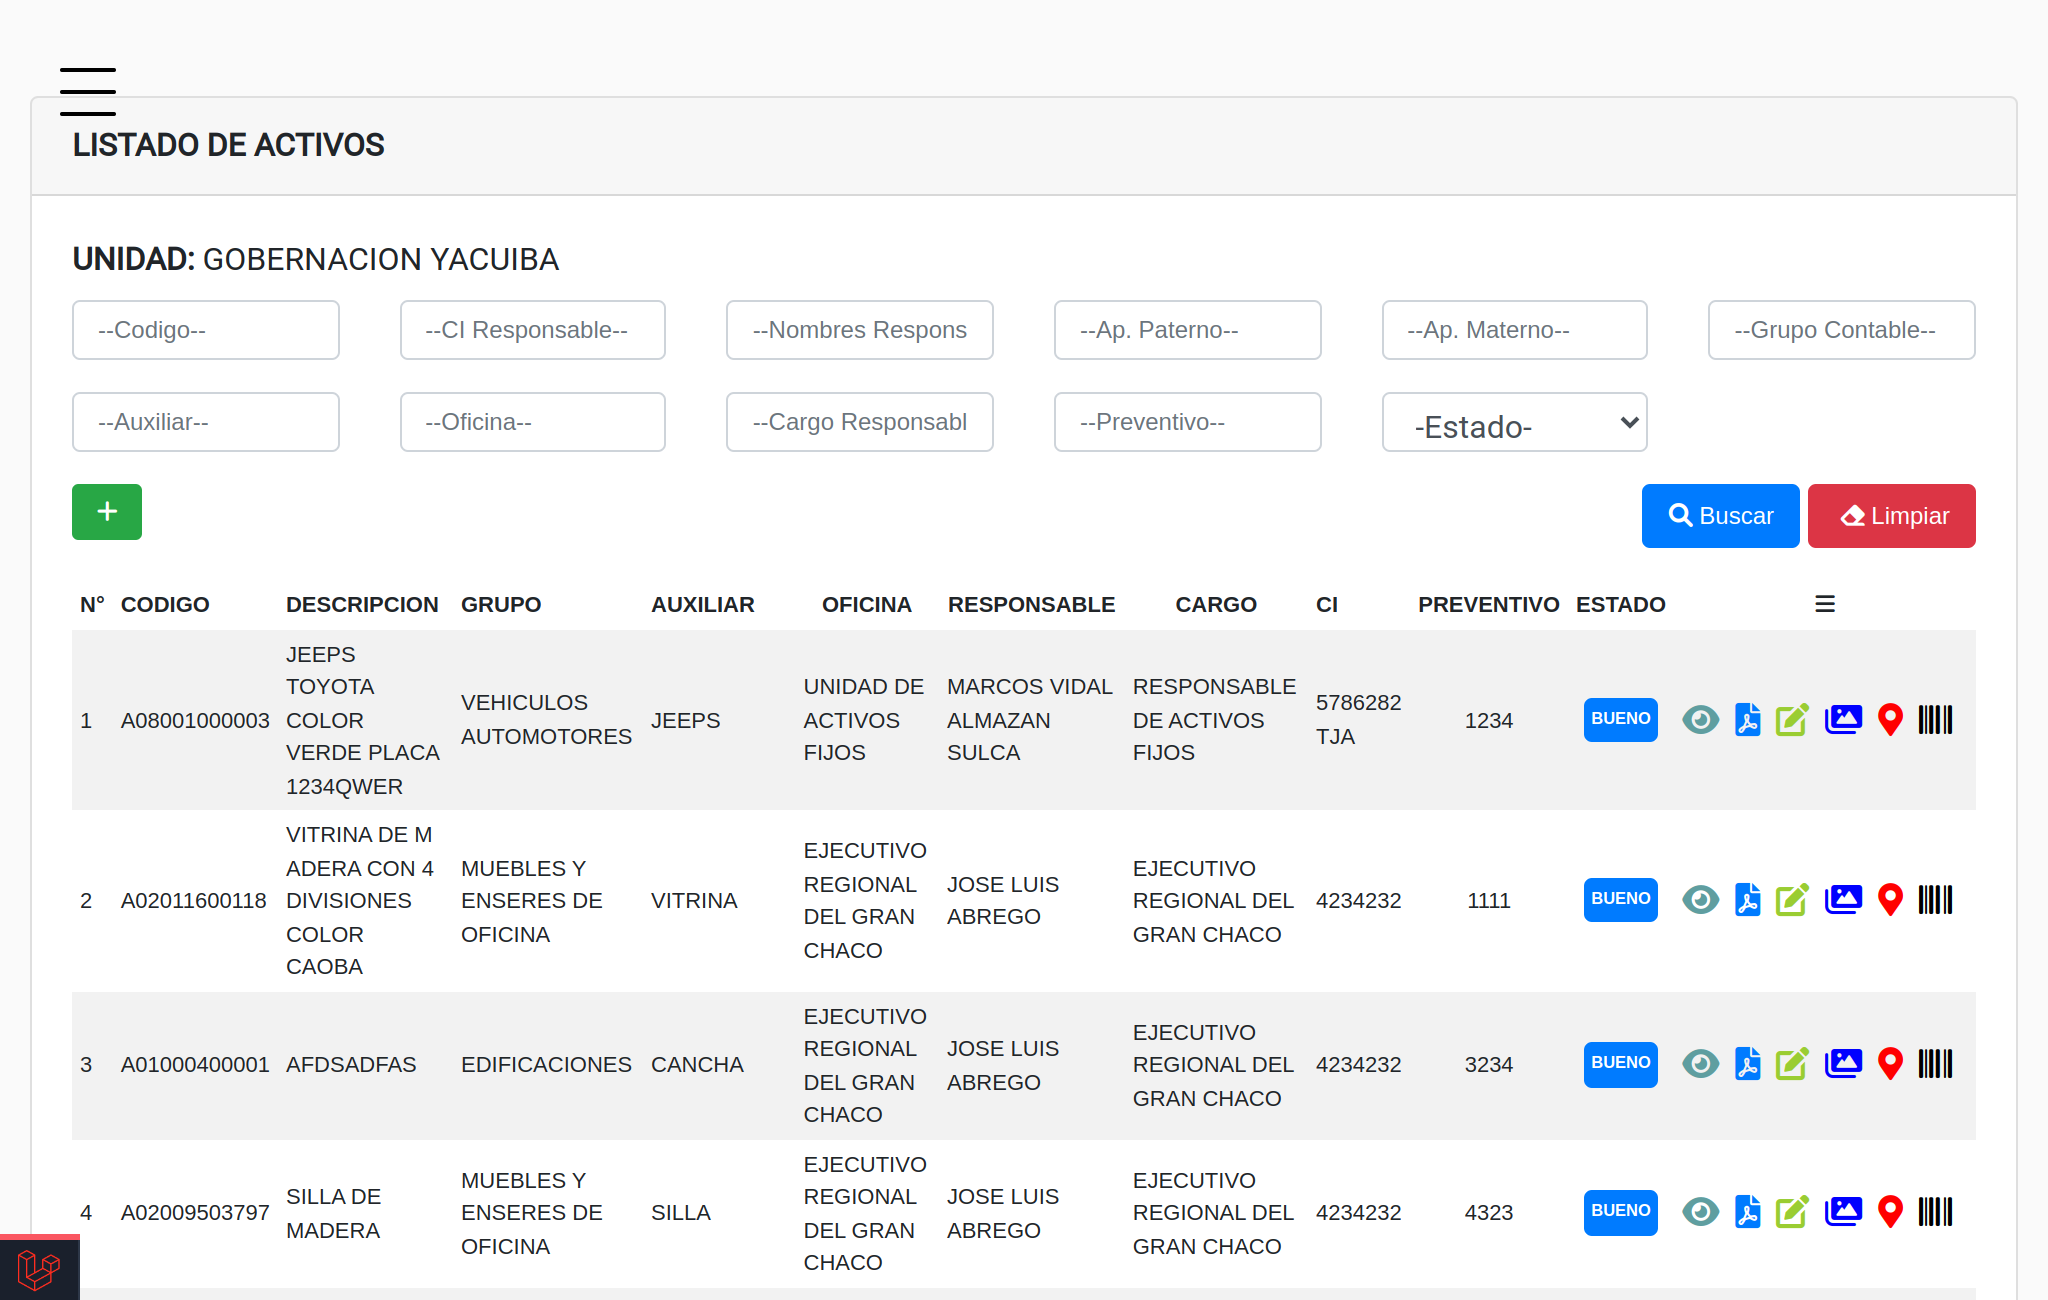 LISTADO DE ACTIVOS
UNIDAD: GOBERNACION YACUIBA
--Codigo-- --CI Responsable-- --Nombres Respons --Ap. Paterno-- --Ap. Materno-- --Grupo Contable--
--Auxiliar-- --Oficina-- --Cargo Responsabl --Preventivo-- -Estado-
+ Buscar Limpiar
N° CODIGO DESCRIPCION GRUPO AUXILIAR OFICINA RESPONSABLE CARGO CI PREVENTIVO ESTADO
1
A08001000003
JEEPS
TOYOTA
COLOR
VERDE PLACA
1234QWER
VEHICULOS
AUTOMOTORES
JEEPS
UNIDAD DE
ACTIVOS
FIJOS
MARCOS VIDAL
ALMAZAN
SULCA
RESPONSABLE
DE ACTIVOS
FIJOS
5786282
TJA
1234
BUENO
2
A02011600118
VITRINA DE M
ADERA CON 4
DIVISIONES
COLOR
CAOBA
MUEBLES Y
ENSERES DE
OFICINA
VITRINA
EJECUTIVO
REGIONAL
DEL GRAN
CHACO
JOSE LUIS
ABREGO
EJECUTIVO
REGIONAL DEL
GRAN CHACO
4234232
1111
BUENO
3
A01000400001
AFDSADFAS
EDIFICACIONES
CANCHA
EJECUTIVO
REGIONAL
DEL GRAN
CHACO
JOSE LUIS
ABREGO
EJECUTIVO
REGIONAL DEL
GRAN CHACO
4234232
3234
BUENO
4
A02009503797
SILLA DE
MADERA
MUEBLES Y
ENSERES DE
OFICINA
SILLA
EJECUTIVO
REGIONAL
DEL GRAN
CHACO
JOSE LUIS
ABREGO
EJECUTIVO
REGIONAL DEL
GRAN CHACO
4234232
4323
BUENO